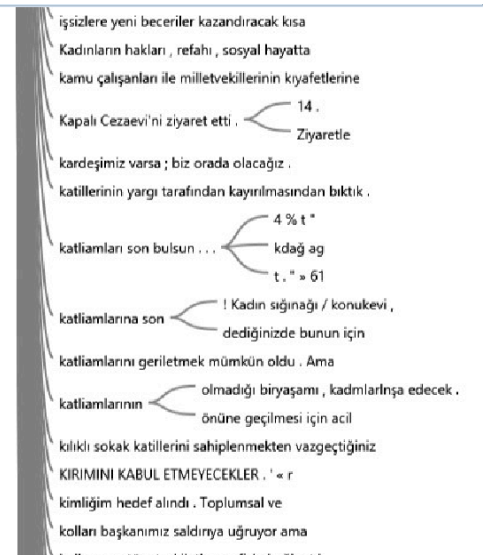 işsizlere yeni beceriler kazandıracak kısa
Kadınların hakları , refahı , sosyal hayatta
kamu çalışanları ile milletvekillerinin kıyafetlerine
Kapalı Cezaevi'ni ziyaret etti .
14 .
Ziyaretle
kardeşimiz varsa ; biz orada olacağız .
katillerinin yargı tarafından kayırılmasından bıktık .
katliamları son bulsun . . .
4 % t "
kdağ ag
t . " » 61
katliamlarına son
! Kadın sığınağı / konukevi ,
dediğinizde bunun için
katliamlarını geriletmek mümkün oldu . Ama
katliamlarının
olmadığı biryaşamı , kadmlarInşa edecek .
önüne geçilmesi için acil
kılıklı sokak katillerini sahiplenmekten vazgeçtiğiniz
KIRIMINI KABUL ETMEYECEKLER . ' « r
kimliğim hedef alındı . Toplumsal ve
kolları başkanımız saldırıya uğruyor ama